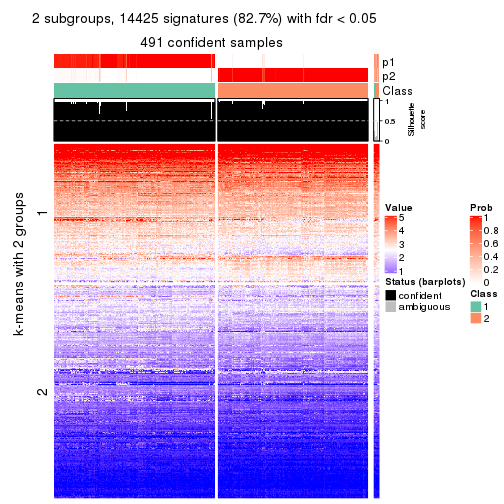 2 subgroups, 14425 signatures (82.7%) with fdr < 0.05
491 confident samples
p1
p2
Class
1
0.5
0
Silhouette
score
k-means with 2 groups
1
2
Value
5
4
3
2
1
Status (barplots)
confident
ambiguous
Prob
1
0.8
0.6
0.4
0.2
0
Class
1
2